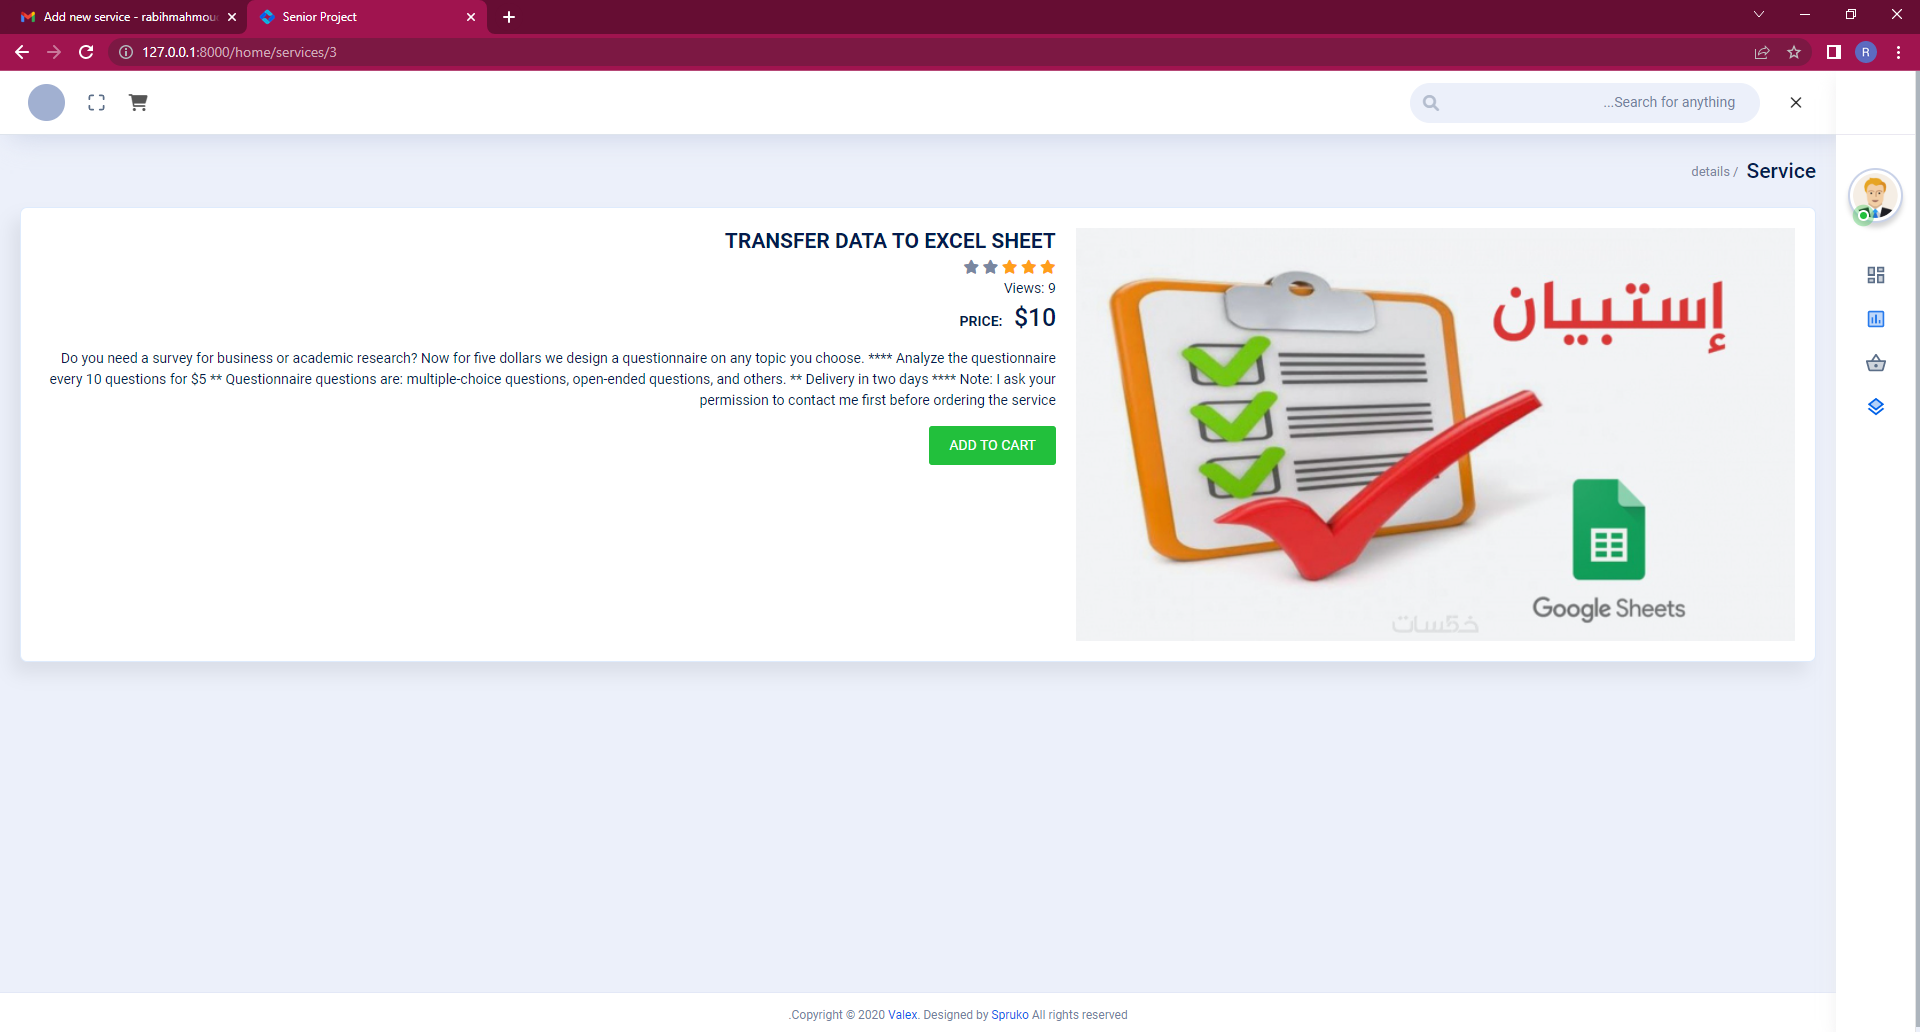 Add new service - rabihmahmou
Senior Project
127.0.0.1:8000/home/services/3
R
...Search for anything
details / Service
TRANSFER DATA TO EXCEL SHEET
Views: 9
PRICE: $10
Do you need a survey for business or academic research? Now for five dollars we design a questionnaire on any topic you choose. **** Analyze the questionnaire
every 10 questions for $5 ** Questionnaire questions are: multiple-choice questions, open-ended questions, and others. ** Delivery in two days **** Note: I ask your
permission to contact me first before ordering the service
ADD TO CART
إستبيان
Google Sheets
خمسات
.Copyright © 2020 Valex. Designed by Spruko All rights reserved